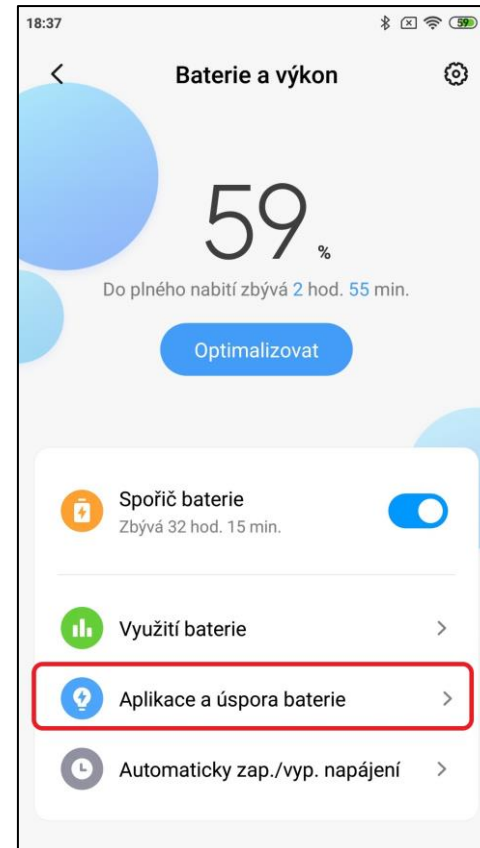 18:37
59
Baterie a výkon
59 %
Do plného nabití zbývá 2 hod. 55 min.
Optimalizovat
Spořič baterie
Zbývá 32 hod. 15 min.
Využití baterie
Aplikace a úspora baterie
Automaticky zap./vyp. napájení